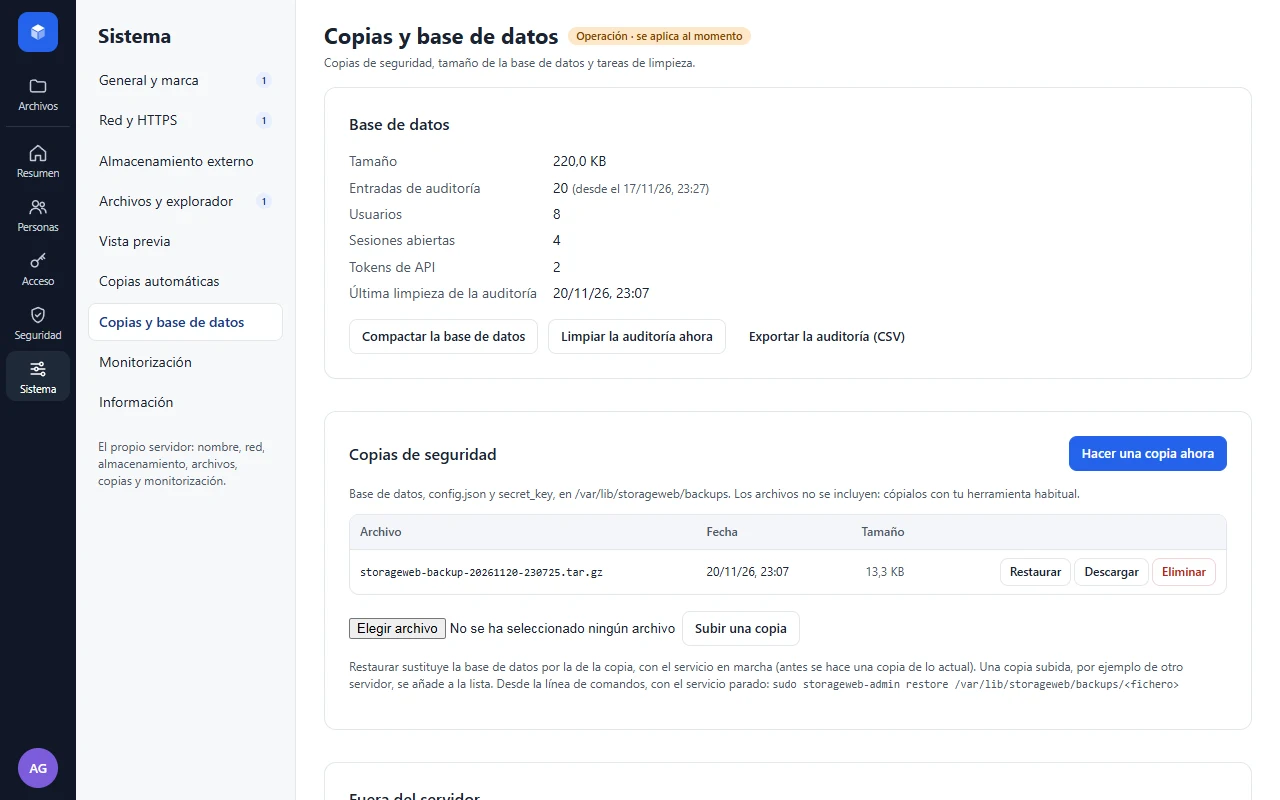 Archivos
Resumen
Personas
Acceso
Seguridad
Sistema
AG
Sistema
General y marca 1
Red y HTTPS 1
Almacenamiento externo
Archivos y explorador 1
Vista previa
Copias automáticas
Copias y base de datos
Monitorización
Información
El propio servidor: nombre, red,
almacenamiento, archivos,
copias y monitorización.
Copias y base de datos Operación · se aplica al momento
Copias de seguridad, tamaño de la base de datos y tareas de limpieza.
Base de datos
Tamaño 220,0 KB
Entradas de auditoría 20 (desde el 17/11/26, 23:27)
Usuarios 8
Sesiones abiertas 4
Tokens de API 2
Última limpieza de la auditoría 20/11/26, 23:07
Compactar la base de datos Limpiar la auditoría ahora Exportar la auditoría (CSV)
Copias de seguridad Hacer una copia ahora
Base de datos, config.json y secret_key, en /var/lib/storageweb/backups. Los archivos no se incluyen: cópialos con tu herramienta habitual.
Archivo Fecha Tamaño
storageweb-backup-20261120-230725.tar.gz 20/11/26, 23:07 13,3 KB Restaurar Descargar Eliminar
Elegir archivo No se ha seleccionado ningún archivo Subir una copia
Restaurar sustituye la base de datos por la de la copia, con el servicio en marcha (antes se hace una copia de lo actual). Una copia subida, por ejemplo de otro
servidor, se añade a la lista. Desde la línea de comandos, con el servicio parado: sudo storageweb-admin restore /var/lib/storageweb/backups/<fichero>
Fuera del servidor